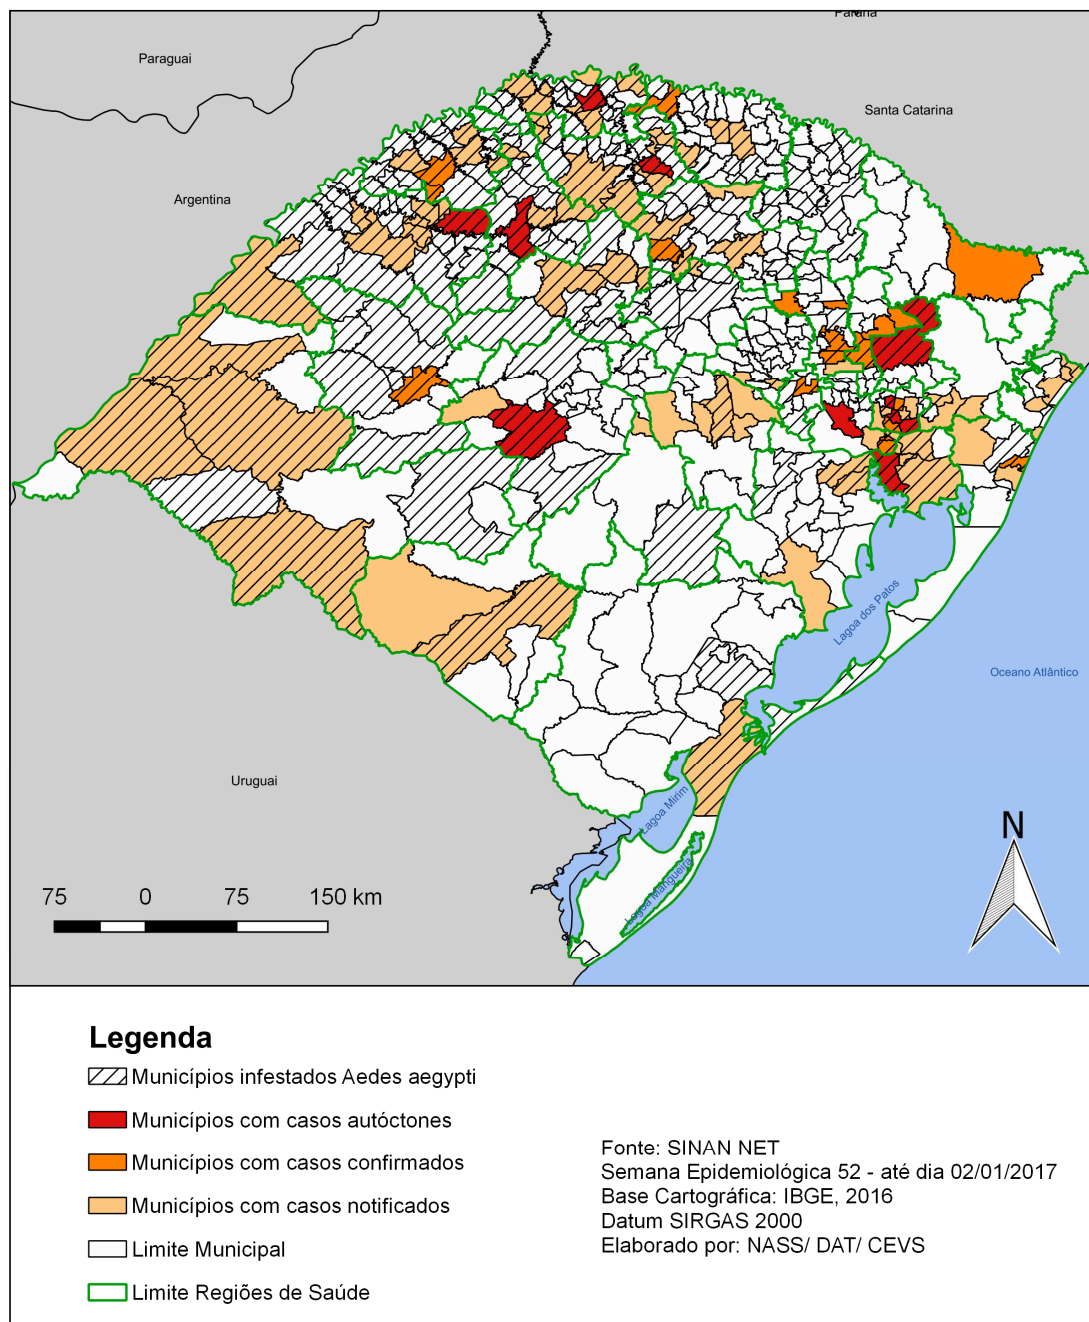 Paraná
Paraguai
Santa Catarina
Argentina
Lagoa dos Patos
Oceano Atlântico
Uruguai
Lagoa Mirim
Lagoa Mangueira
N
75 0 75 150 km
Legenda
Municípios infestados Aedes aegypti
Municípios com casos autóctones
Municípios com casos confirmados
Municípios com casos notificados
Limite Municipal
Limite Regiões de Saúde
Fonte: SINAN NET
Semana Epidemiológica 52 - até dia 02/01/2017
Base Cartográfica: IBGE, 2016
Datum SIRGAS 2000
Elaborado por: NASS/ DAT/ CEVS